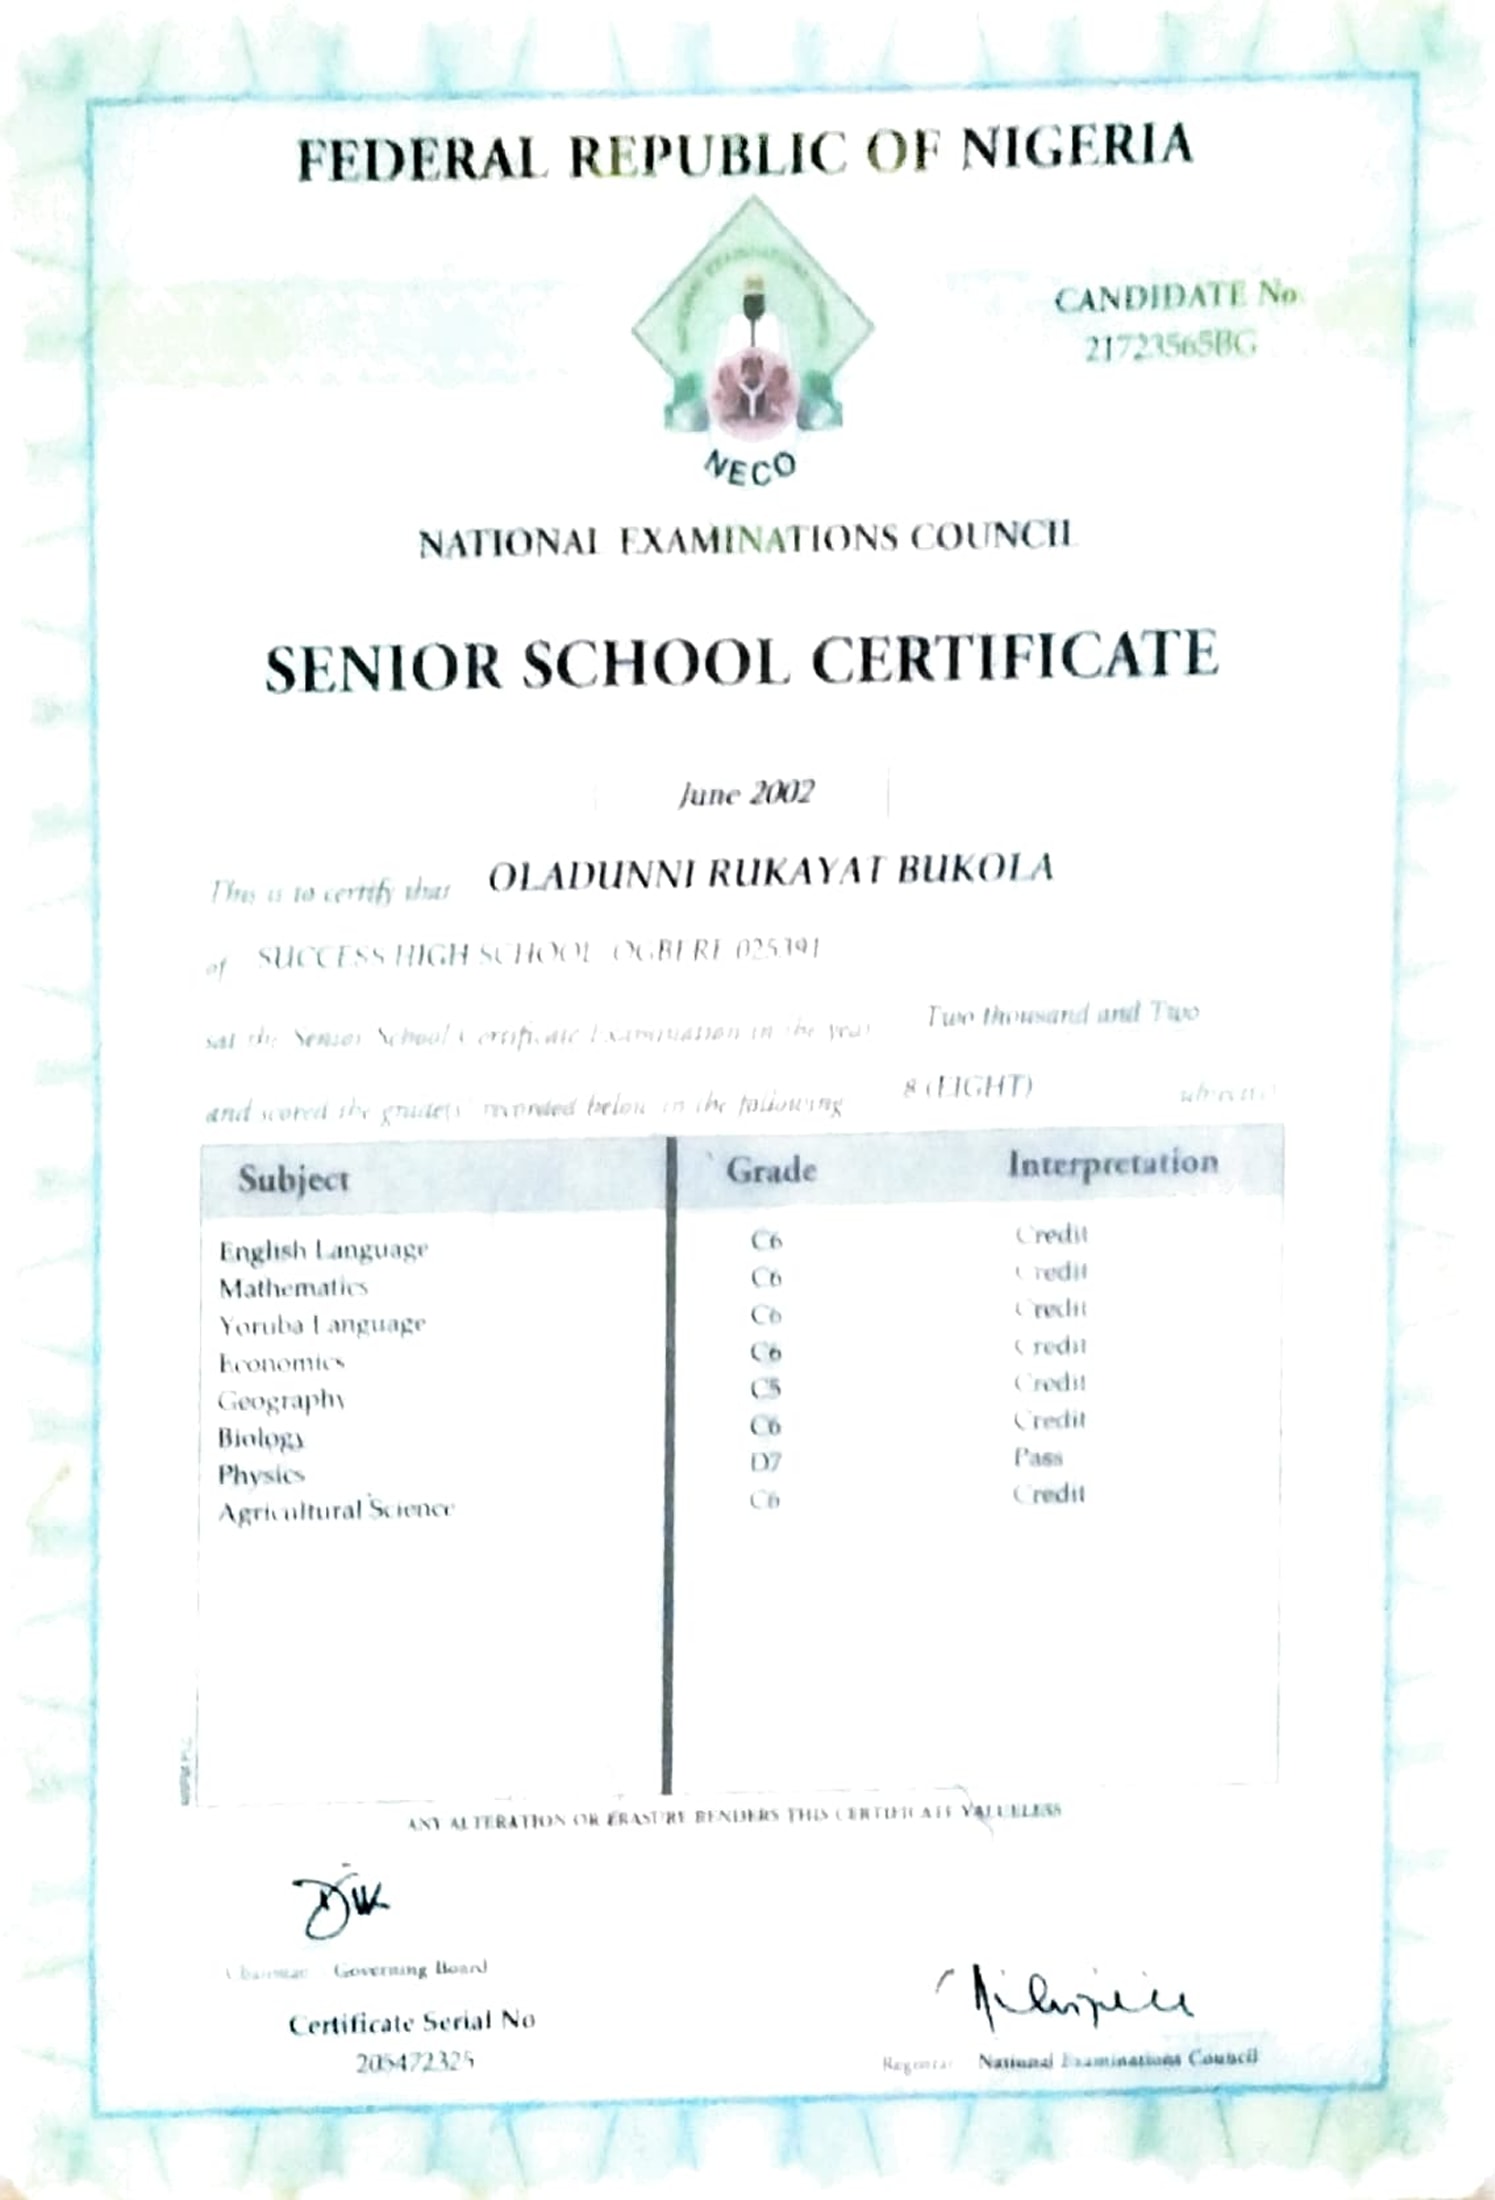 FEDERAL REPUBLIC OF NIGERIA
CANDIDATE No
21723565BG
NECO
NATIONAL EXAMINATIONS COUNCIL
SENIOR SCHOOL CERTIFICATE
June 2002
This is to certify that OLADUNNI RUKAYAT BUKOLA
of SUCCESS HIGH SCHOOL OGBERE 025391
sat the Senior School Certificate Examination in the year Two thousand and Two
and scored the grade(s) recorded below in the following 8 (EIGHT) subject(s)
Subject Grade Interpretation
English Language C6 Credit
Mathematics C6 Credit
Yoruba Language C6 Credit
Economics C6 Credit
Geography C5 Credit
Biology C6 Credit
Physics D7 Pass
Agricultural Science C6 Credit
ANY ALTERATION OR ERASURE RENDERS THIS CERTIFICATE VALUELESS
Chairman Governing Board
Certificate Serial No
205472325
Registrar National Examinations Council